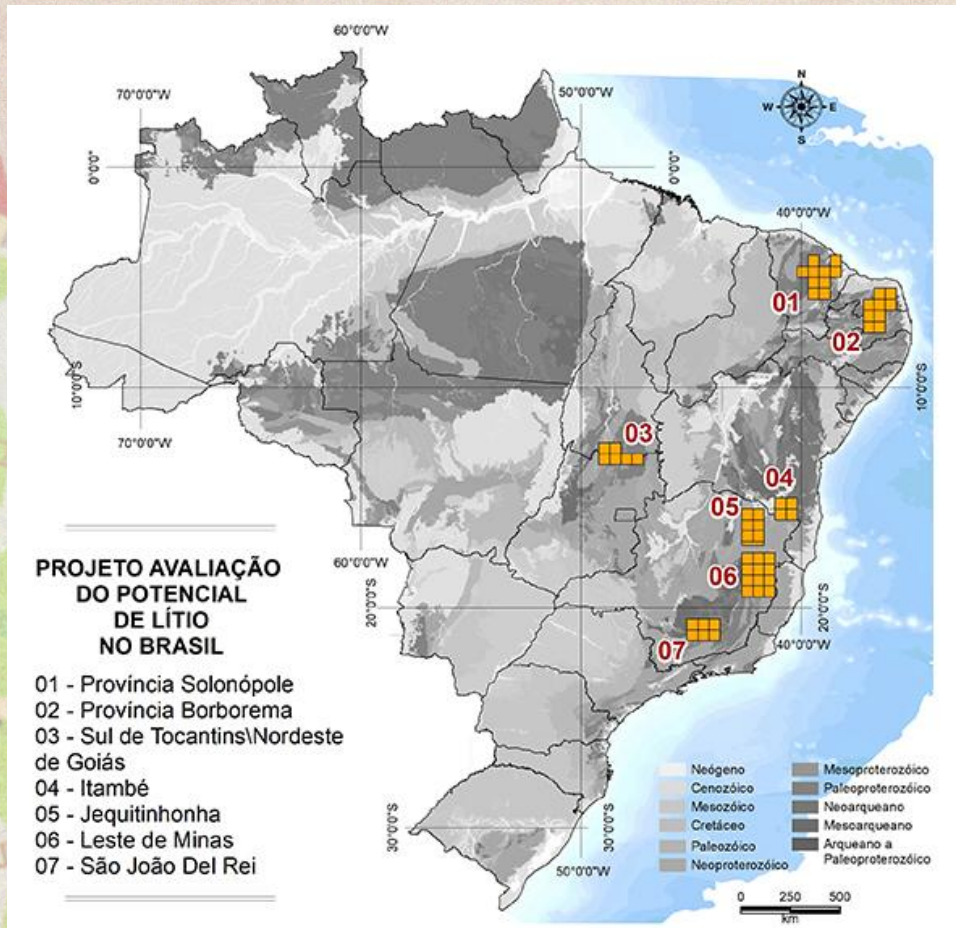 60°0'0"W
70°0'0"W
50°0'0"W
N
W
E
S
0°0'0"
0°0'0"
40°0'0"W
01
02
10°0'0"S
10°0'0"S
70°0'0"W
03
04
05
60°0'0"W
06
20°0'0"S
20°0'0"S
40°0'0"W
07
30°0'0"S
30°0'0"S
50°0'0"W
PROJETO AVALIAÇÃO
DO POTENCIAL
DE LÍTIO
NO BRASIL
01 - Província Solonópole
02 - Província Borborema
03 - Sul de Tocantins\Nordeste
de Goiás
04 - Itambé
05 - Jequitinhonha
06 - Leste de Minas
07 - São João Del Rei
Neógeno
Cenozóico
Mesozóico
Cretáceo
Paleozóico
Neoproterozóico
Mesoproterozóico
Paleoproterozóico
Neoarqueano
Mesoarqueano
Arqueano a
Paleoproterozóico
0 250 500
km